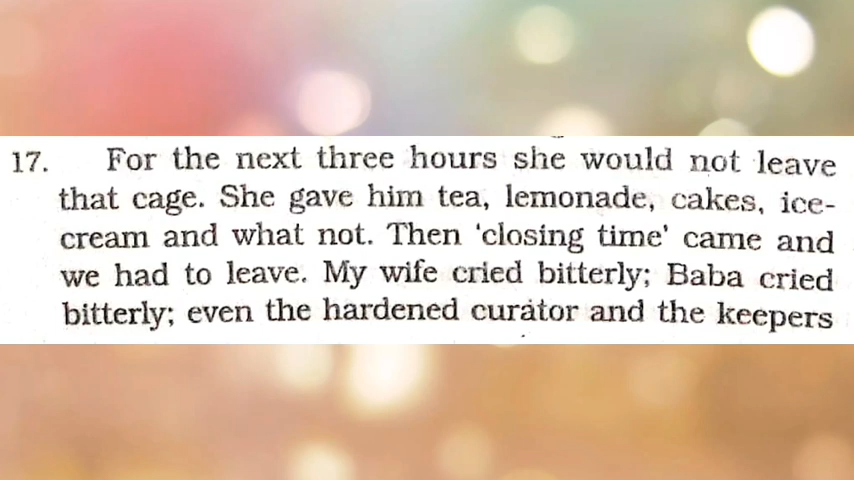 17. For the next three hours she would not leave
that cage. She gave him tea, lemonade, cakes, ice-
cream and what not. Then 'closing time' came and
we had to leave. My wife cried bitterly; Baba cried
bitterly; even the hardened curator and the keepers